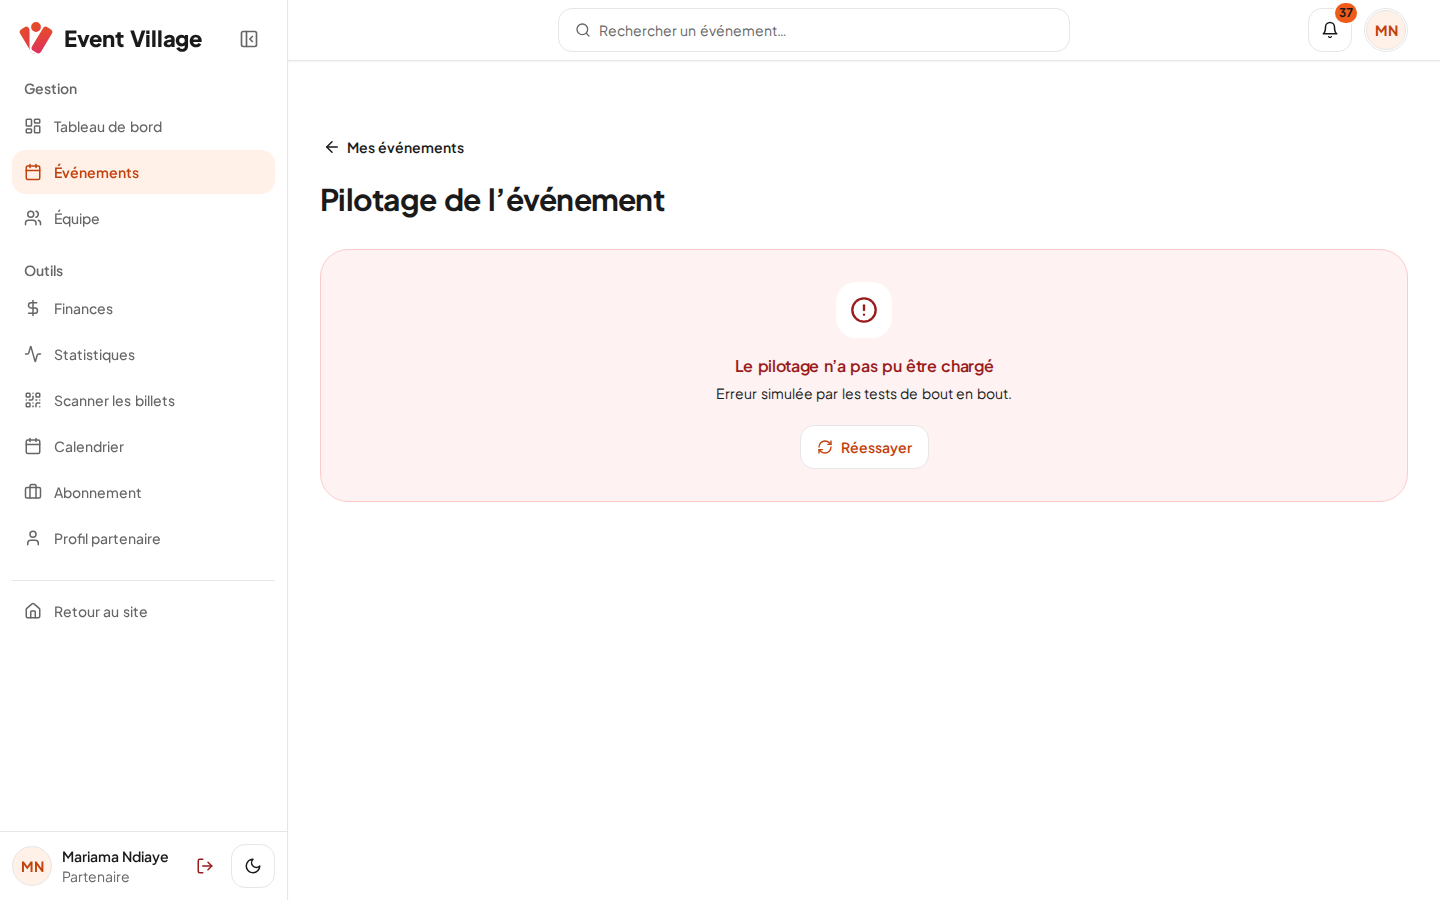 Event Village
Gestion
Tableau de bord
Événements
Équipe
Outils
Finances
Statistiques
Scanner les billets
Calendrier
Abonnement
Profil partenaire
Retour au site
MN
Mariama Ndiaye
Partenaire
Rechercher un événement…
37
MN
Mes événements
Pilotage de l’événement
Le pilotage n’a pas pu être chargé
Erreur simulée par les tests de bout en bout.
Réessayer